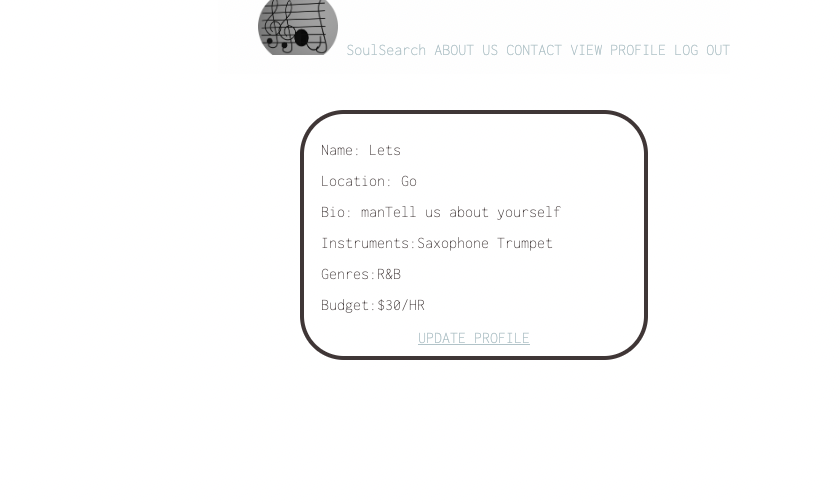 SoulSearch ABOUT US CONTACT VIEW PROFILE LOG OUT
Name: Lets
Location: Go
Bio: manTell us about yourself
Instruments:Saxophone Trumpet
Genres:R&B
Budget:$30/HR
UPDATE PROFILE